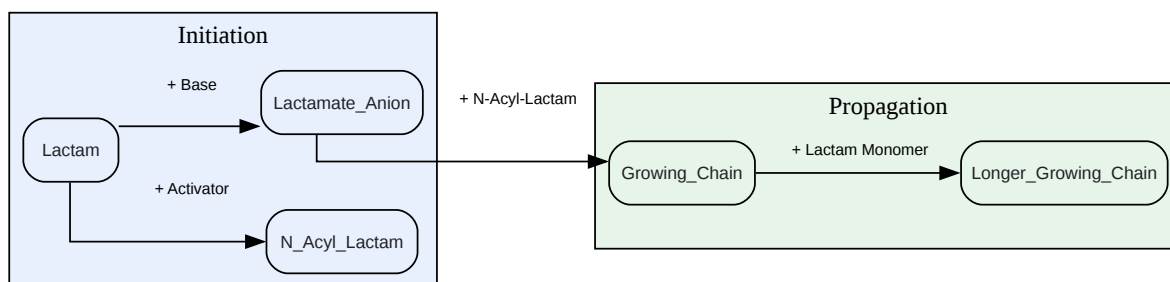 Initiation
+ Base
Lactamate_Anion
Lactam
+ Activator
N_Acyl_Lactam
+ N-Acyl-Lactam
Propagation
Growing_Chain
+ Lactam Monomer
Longer_Growing_Chain